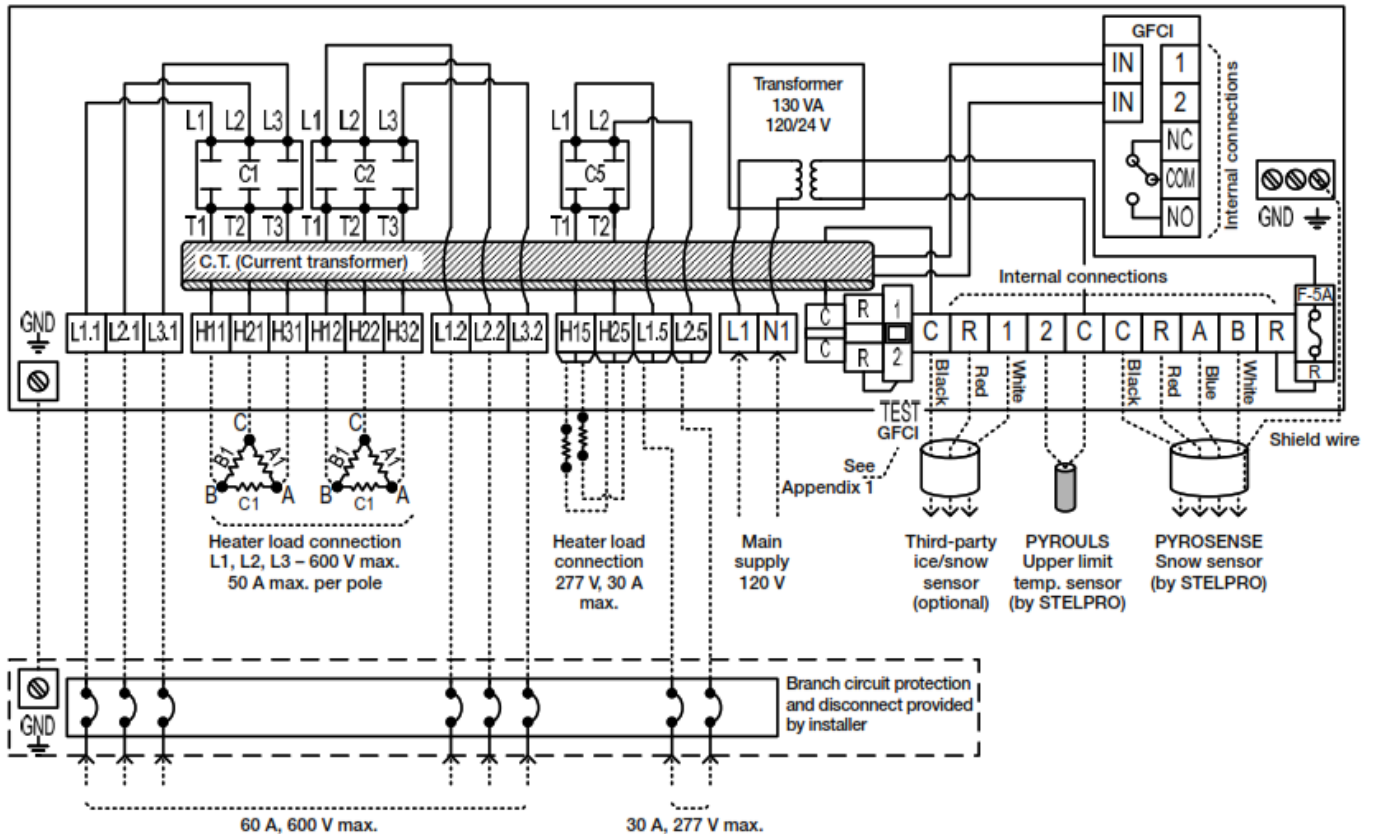 GFCI
IN 1
IN 2
NC
COM
NO
Internal connections
GND
Transformer
130 VA
120/24 V
L1 L2 L3 L1 L2 L3 L1 L2
C1 C2 C5
T1 T2 T3 T1 T2 T3 T1 T2
C.T. (Current transformer)
Internal connections
F-5A
R
GND
L1.1 L2.1 L3.1 H11 H21 H31 H12 H22 H32 L1.2 L2.2 L3.2 H15 H25 L1.5 L2.5 L1 N1
C R 1
C R 2
C R 1 2 C C R A B R
Black Red White Black Red Blue White
TEST
GFCI
See
Appendix 1
Shield wire
C
B1 A1
B C1 A
C
B1 A1
B C1 A
Heater load connection
L1, L2, L3 – 600 V max.
50 A max. per pole
Heater load
connection
277 V, 30 A
max.
Main
supply
120 V
Third-party
ice/snow
sensor
(optional)
PYROULS
Upper limit
temp. sensor
(by STELPRO)
PYROSENSE
Snow sensor
(by STELPRO)
GND
Branch circuit protection
and disconnect provided
by installer
60 A, 600 V max.
30 A, 277 V max.